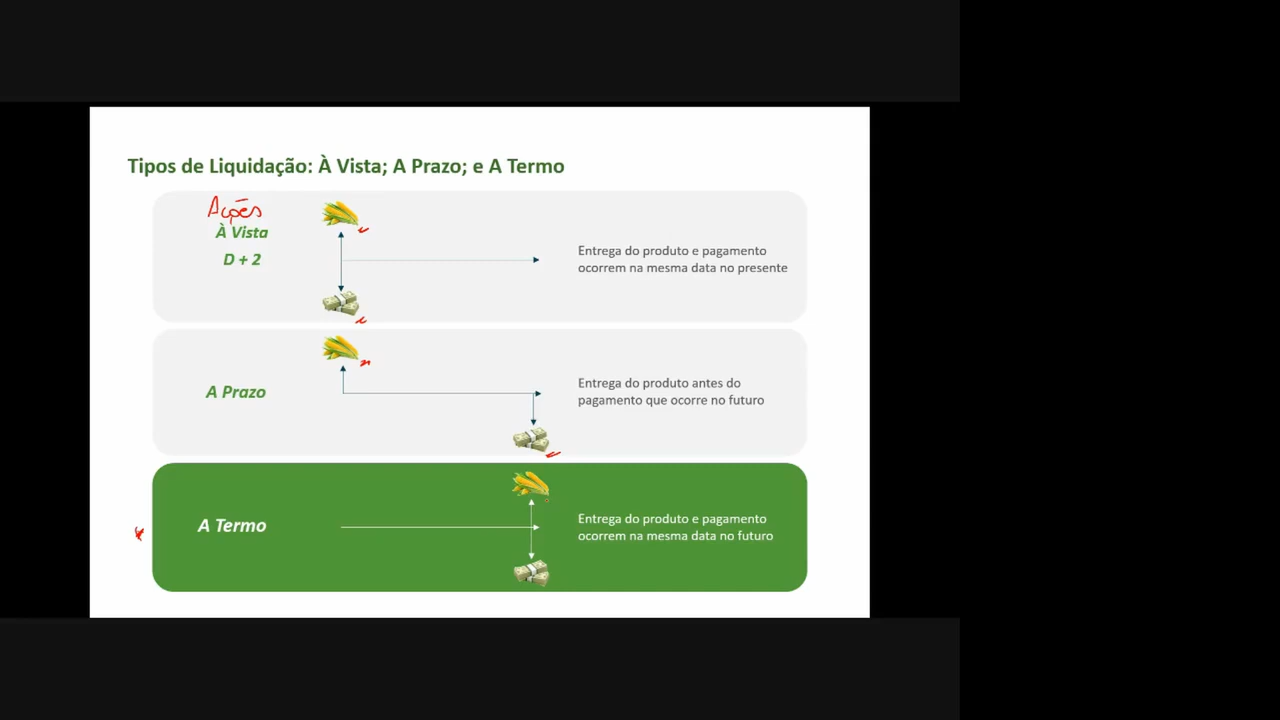 Tipos de Liquidação: À Vista; A Prazo; e A Termo
Ações
À Vista
D + 2
Entrega do produto e pagamento
ocorrem na mesma data no presente
A Prazo
Entrega do produto antes do
pagamento que ocorre no futuro
A Termo
Entrega do produto e pagamento
ocorrem na mesma data no futuro